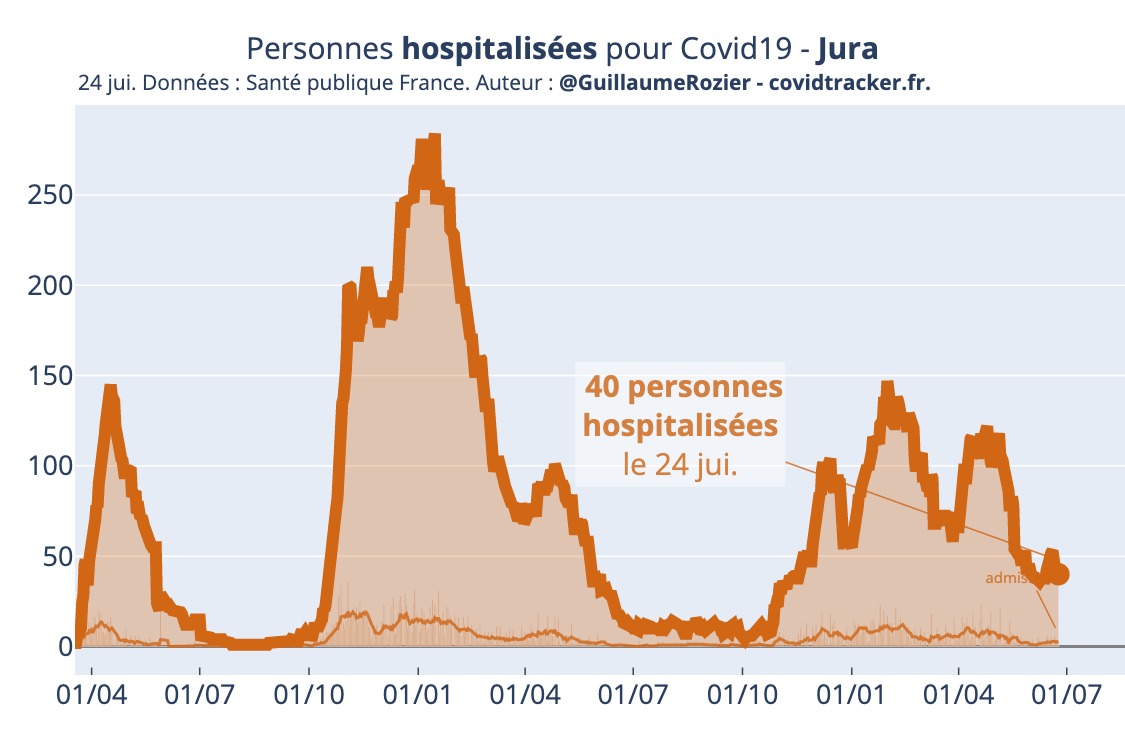 Personnes hospitalisées pour Covid19 - Jura
24 jui. Données : Santé publique France. Auteur : @GuillaumeRozier - covidtracker.fr.
250
200
150
100
50
0
40 personnes
hospitalisées
le 24 jui.
01/04 01/07 01/10 01/01 01/04 01/07 01/10 01/01 01/04 01/07